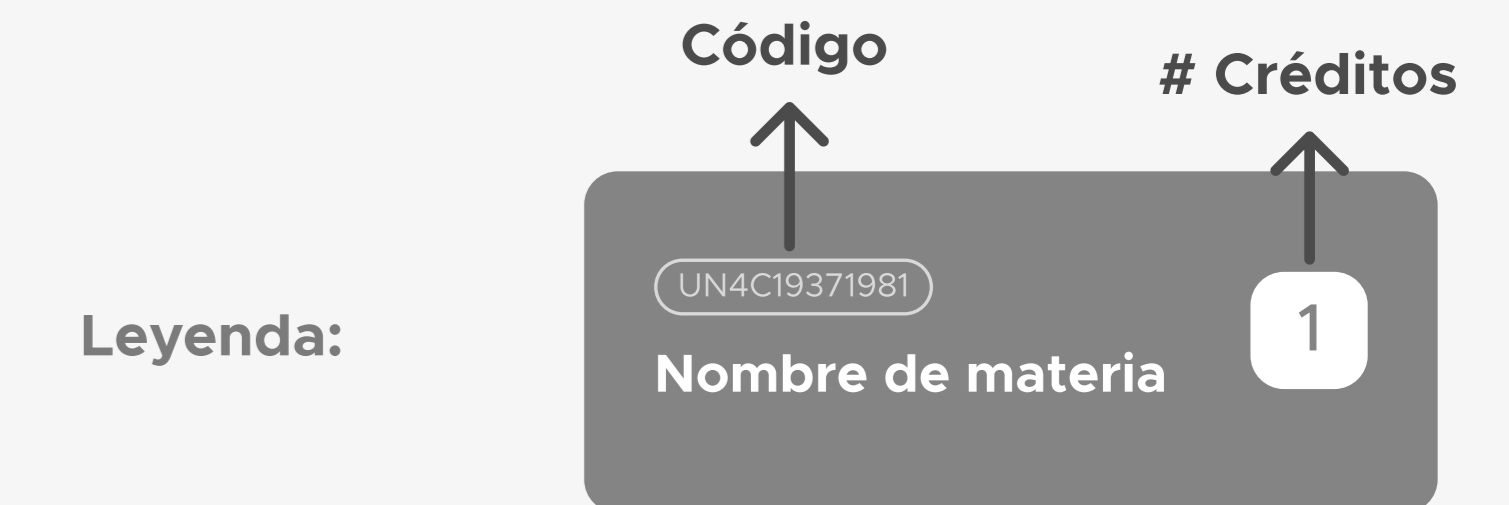 Código
# Créditos
UN4C19371981
1
Leyenda:
Nombre de materia